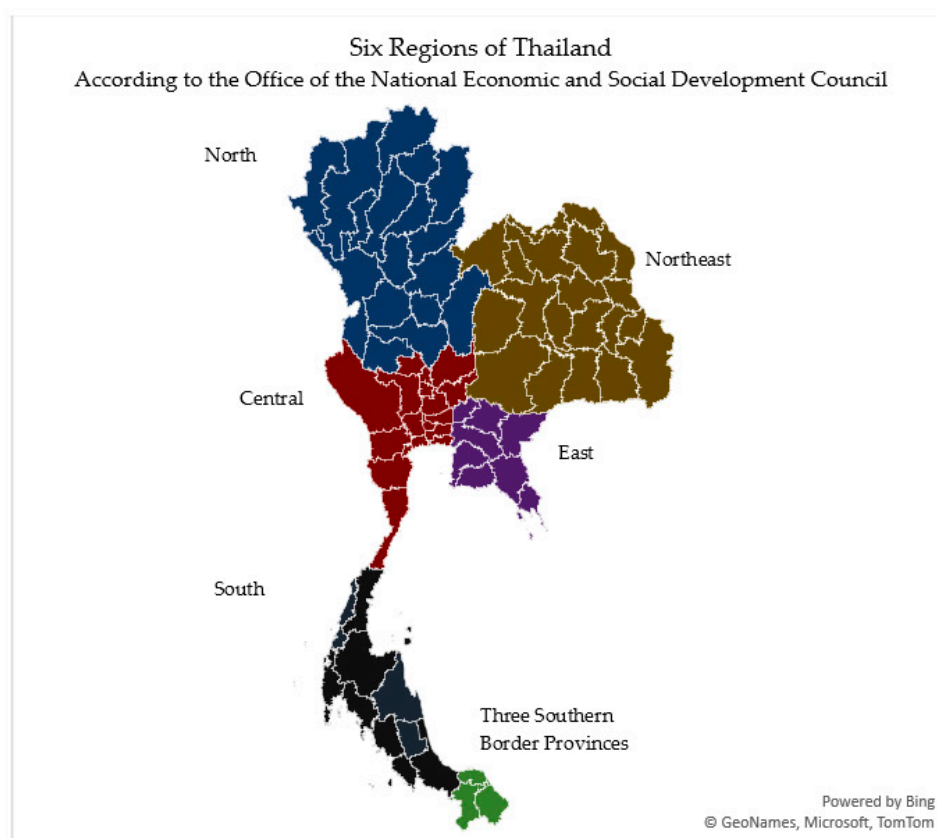 Six Regions of Thailand
According to the Office of the National Economic and Social Development Council
North
Northeast
Central
East
South
Three Southern
Border Provinces
Powered by Bing
© GeoNames, Microsoft, TomTom